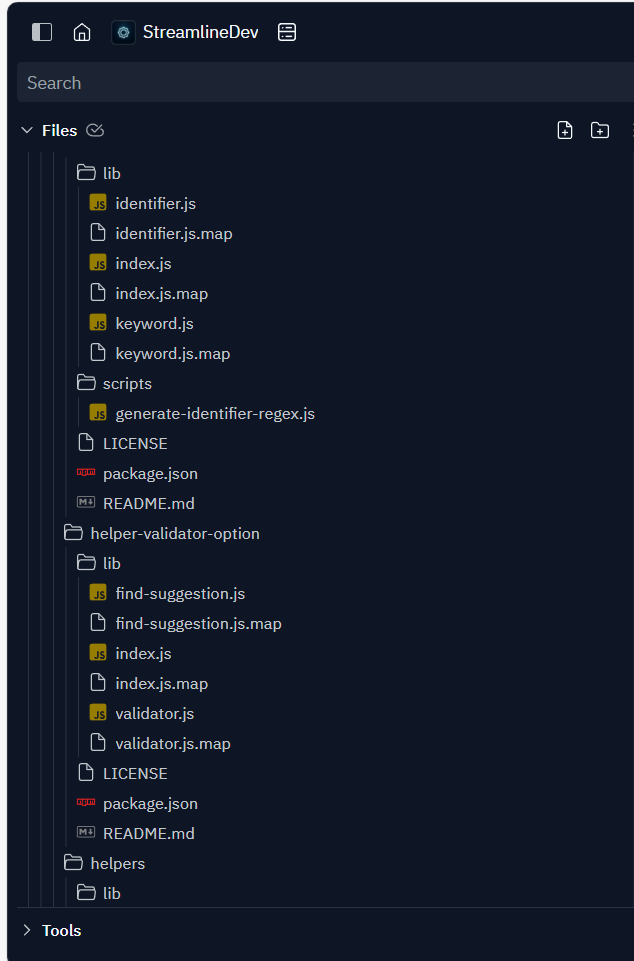 StreamlineDev
Search
Files
lib
JS identifier.js
identifier.js.map
JS index.js
index.js.map
JS keyword.js
keyword.js.map
scripts
JS generate-identifier-regex.js
LICENSE
npm package.json
M README.md
helper-validator-option
lib
JS find-suggestion.js
find-suggestion.js.map
JS index.js
index.js.map
JS validator.js
validator.js.map
LICENSE
npm package.json
M README.md
helpers
lib
Tools